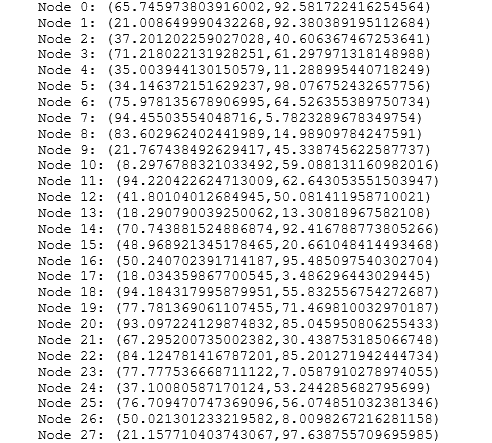 Node 0: (65.745973803916002,92.581722416254564)
Node 1: (21.008649990432268,92.380389195112684)
Node 2: (37.201202259027028,40.606367467253641)
Node 3: (71.218022131928251,61.297971318148988)
Node 4: (35.003944130150579,11.288995440718249)
Node 5: (34.146372151629237,98.076752432657756)
Node 6: (75.978135678906995,64.526355389750734)
Node 7: (94.45503554048716,5.7823289678349754)
Node 8: (83.602962402441989,14.98909784247591)
Node 9: (21.767438492629417,45.338745622587737)
Node 10: (8.2976788321033492,59.088131160982016)
Node 11: (94.220422624713009,62.643053551503947)
Node 12: (41.80104012684945,50.081411958710021)
Node 13: (18.290790039250062,13.30818967582108)
Node 14: (70.743881524886874,92.416788773805266)
Node 15: (48.968921345178465,20.661048414493468)
Node 16: (50.240702391714187,95.485097540302704)
Node 17: (18.034359867700545,3.486296443029445)
Node 18: (94.184317995879951,55.832556754272687)
Node 19: (77.781369061107455,71.469810032970187)
Node 20: (93.097224129874832,85.045950806255433)
Node 21: (67.295200735002382,30.438753185066748)
Node 22: (84.124781416787201,85.201271942444734)
Node 23: (77.777536668711122,7.0587910278974055)
Node 24: (37.10080587170124,53.244285682795699)
Node 25: (76.709470747369096,56.074851032381346)
Node 26: (50.021301233219582,8.0098267216281158)
Node 27: (21.157710403743067,97.638755709695985)